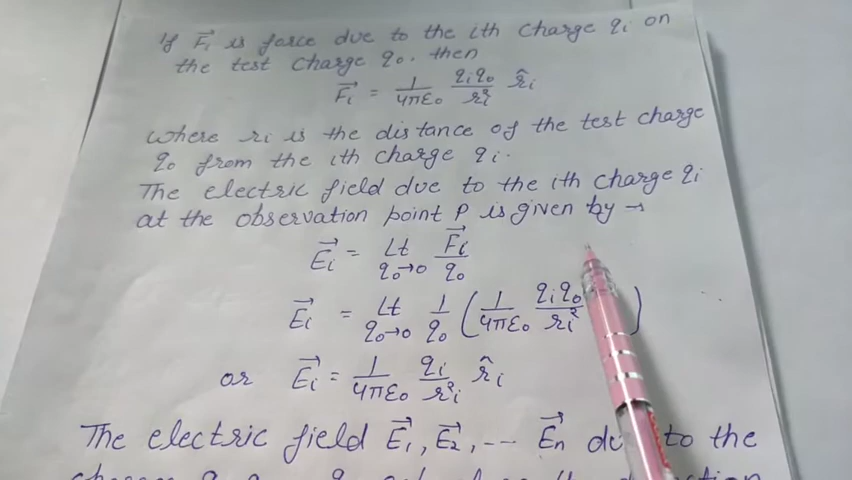 If F⃗i is force due to the ith charge qi on
the test charge q0. then
F⃗i = 1/4πε0 qiq0/ri² r̂i
where ri is the distance of the test charge
q0 from the ith charge qi.
The electric field due to the ith charge qi
at the observation point P is given by →
E⃗i = Lt q0→0 F⃗i/q0
E⃗i = Lt q0→0 1/q0 (1/4πε0 qiq0/ri² )
or E⃗i = 1/4πε0 qi/ri² r̂i
The electric field E⃗1, E⃗2, ---- E⃗n du to the